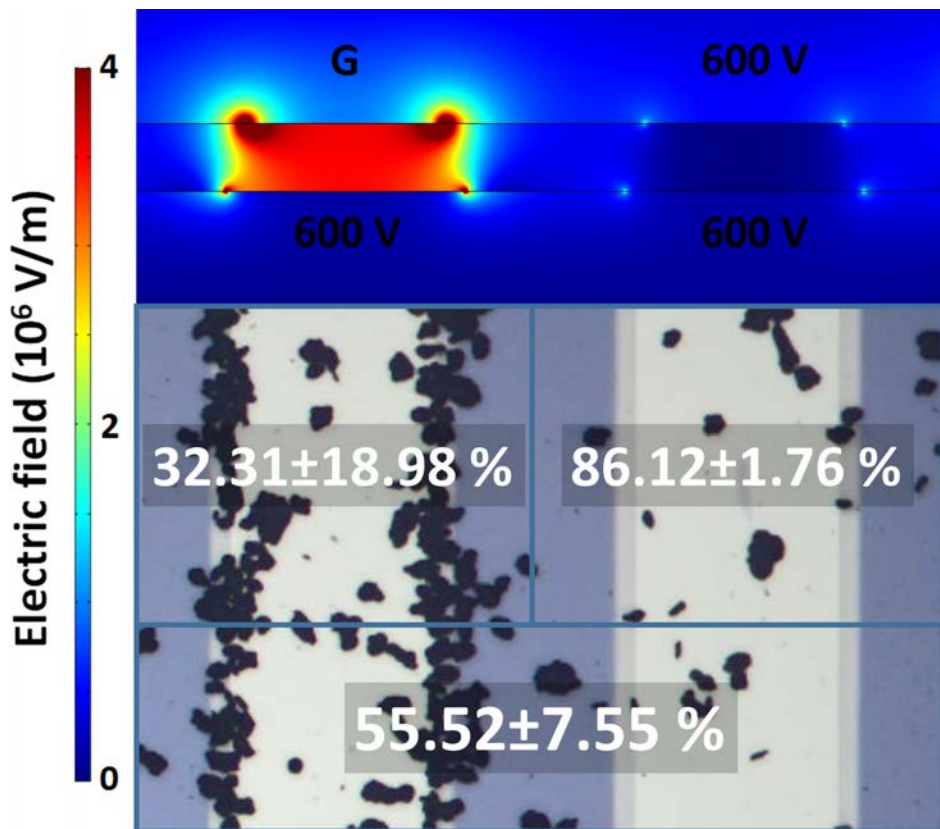 Electric field (10⁶ V/m)
4
2
0
G
600 V
600 V
600 V
32.31±18.98 %
86.12±1.76 %
55.52±7.55 %